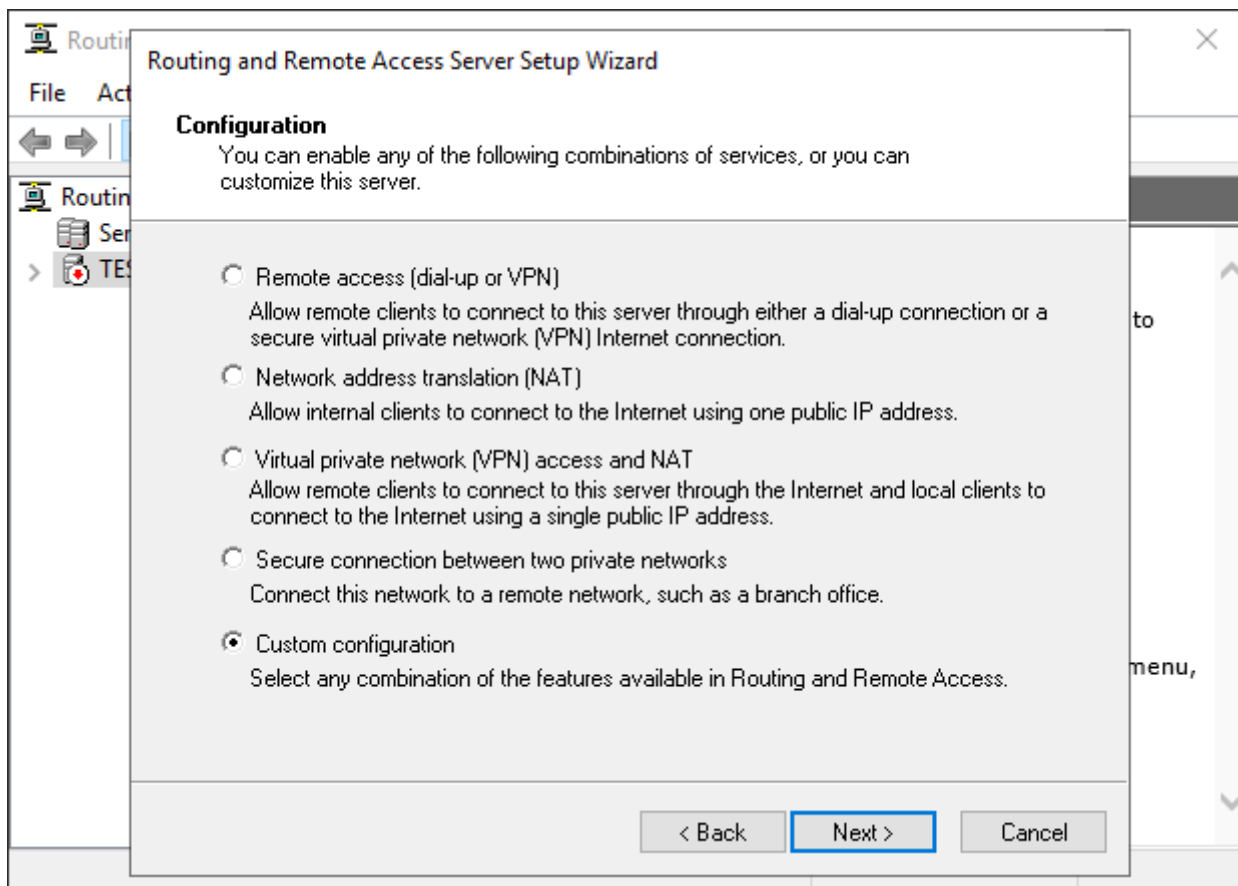 Routing and Remote Access Server Setup Wizard
File
Configuration
You can enable any of the following combinations of services, or you can
customize this server.
Remote access (dial-up or VPN)
Allow remote clients to connect to this server through either a dial-up connection or a
secure virtual private network (VPN) Internet connection.
to
Network address translation (NAT)
Allow internal clients to connect to the Internet using one public IP address.
Virtual private network (VPN) access and NAT
Allow remote clients to connect to this server through the Internet and local clients to
connect to the Internet using a single public IP address.
Secure connection between two private networks
Connect this network to a remote network, such as a branch office.
Custom configuration
Select any combination of the features available in Routing and Remote Access.
menu,
< Back Next > Cancel